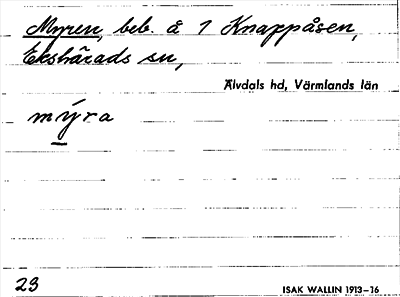 Myren, beb. å 1 Knappåsen,
Ekshärads sn,
Älvdals hd, Värmlands län
mýra
23
ISAK WALLIN 1913–16